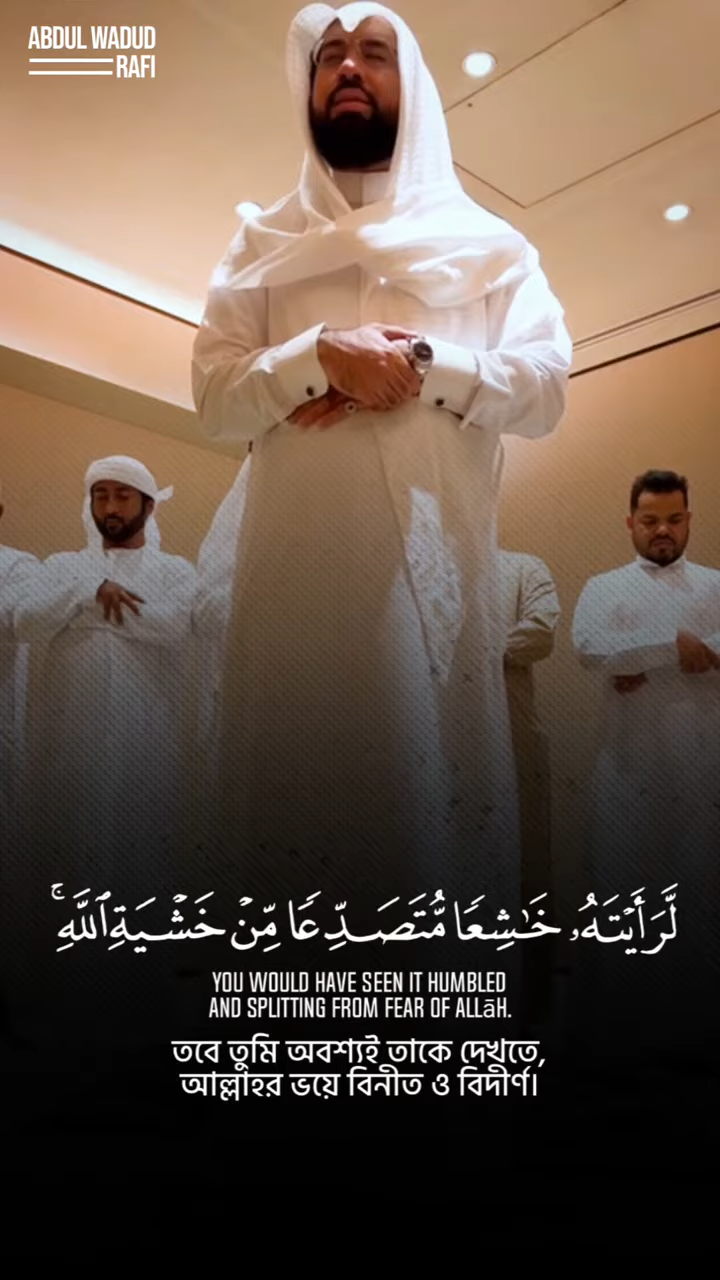 ABDUL WADUD
RAFI
لَّرَأَيْتَهُۥ خَـٰشِعًا مُّتَصَدِّعًا مِّنْ خَشْيَةِ ٱللَّهِ ۚ
YOU WOULD HAVE SEEN IT HUMBLED
AND SPLITTING FROM FEAR OF ALLāH.
তবে তুমি অবশ্যই তাকে দেখতে,
আল্লাহর ভয়ে বিনীত ও বিদীর্ণ।